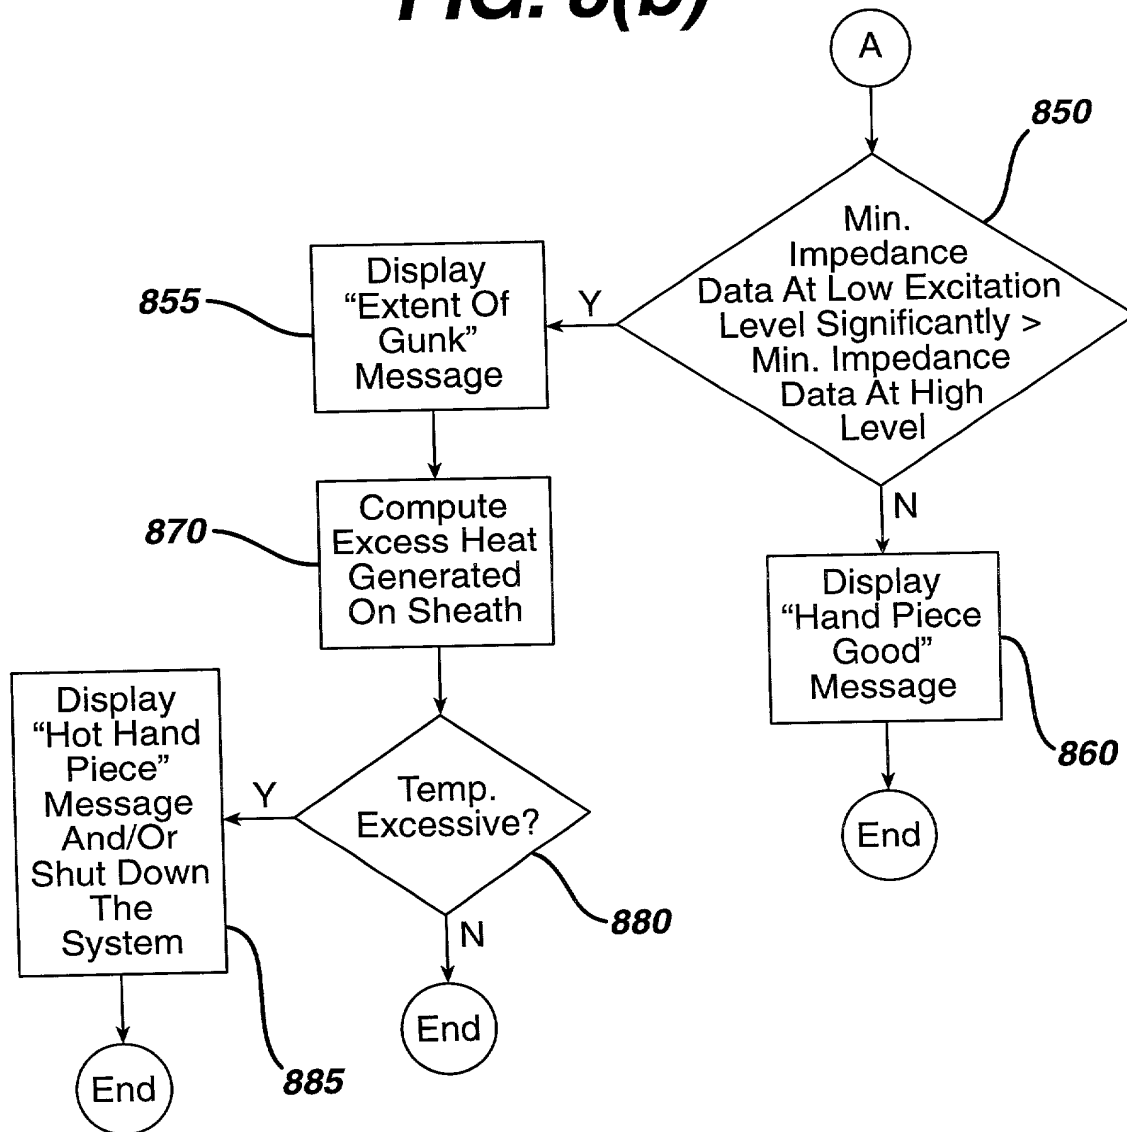 FIG. 8(b)
A
850
Min.
Impedance
Data At Low Excitation
Level Significantly >
Min. Impedance
Data At High
Level
Y
N
855
Display
“Extent Of
Gunk”
Message
870
Compute
Excess Heat
Generated
On Sheath
Display
“Hand Piece
Good”
Message
860
End
Temp.
Excessive?
880
Y
N
Display
“Hot Hand
Piece”
Message
And/Or
Shut Down
The
System
885
End
End